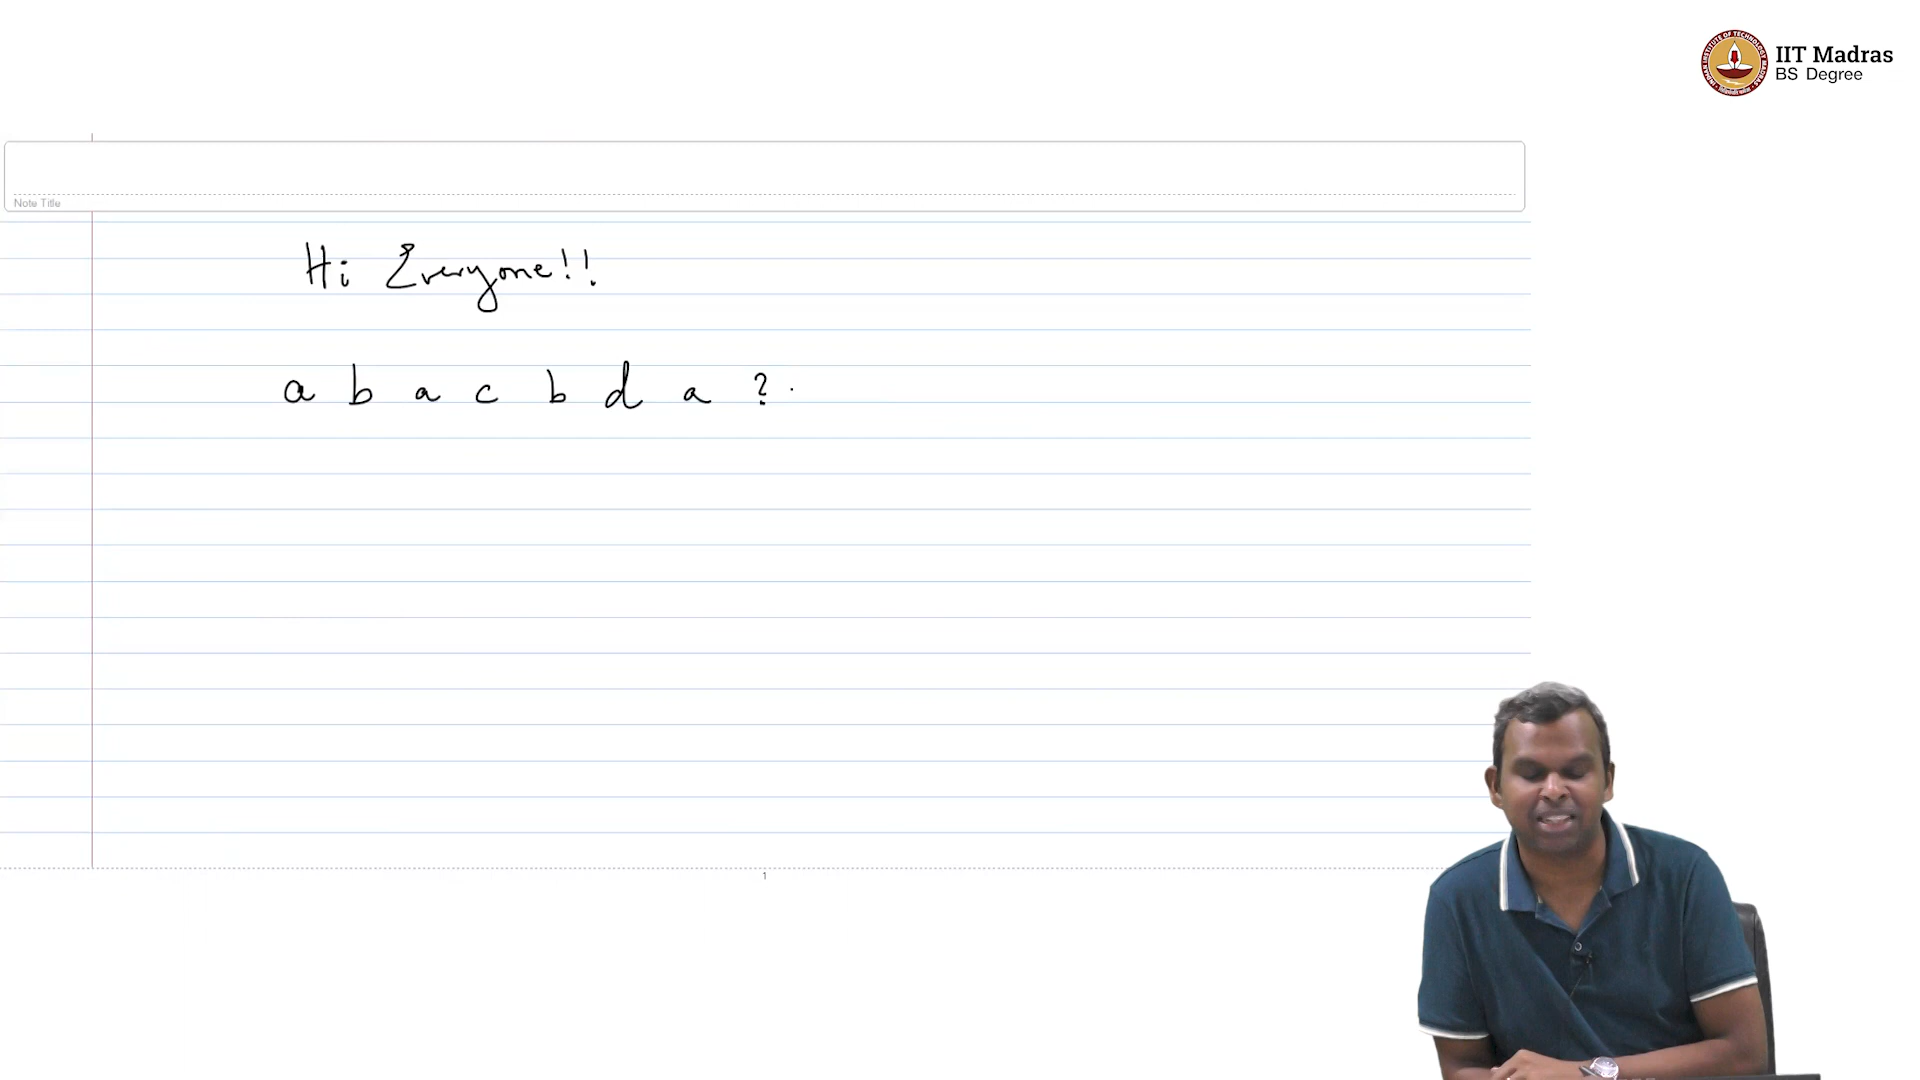 IIT Madras
BS Degree
Note Title
Hi Everyone!!
a b a c b d a ? .
1